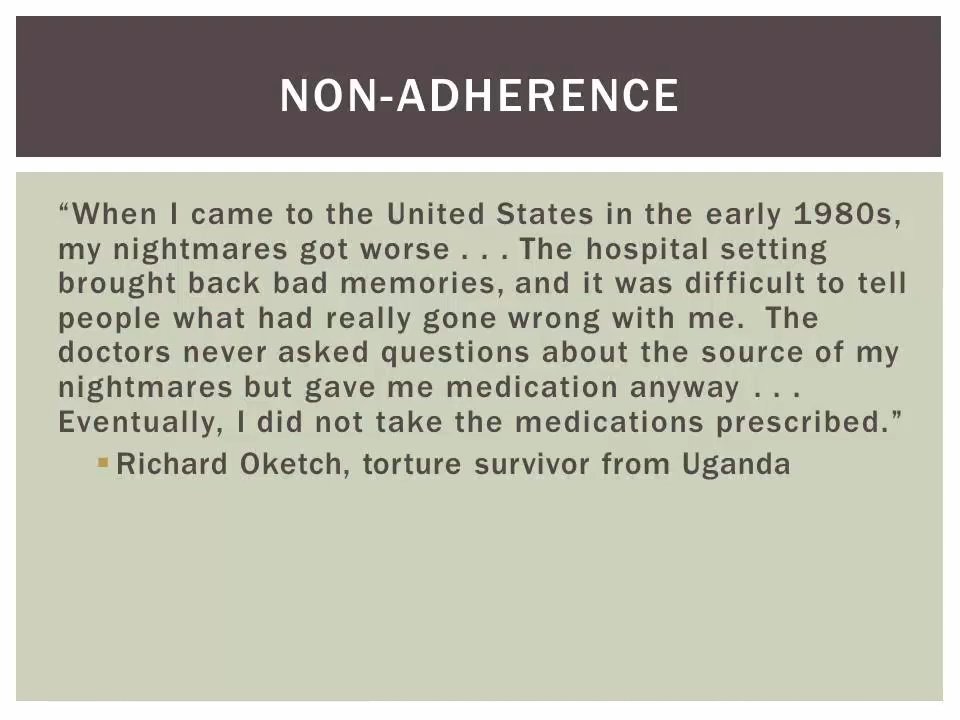 NON-ADHERENCE
“When I came to the United States in the early 1980s,
my nightmares got worse . . . The hospital setting
brought back bad memories, and it was difficult to tell
people what had really gone wrong with me.  The
doctors never asked questions about the source of my
nightmares but gave me medication anyway . . .
Eventually, I did not take the medications prescribed.”
▪ Richard Oketch, torture survivor from Uganda